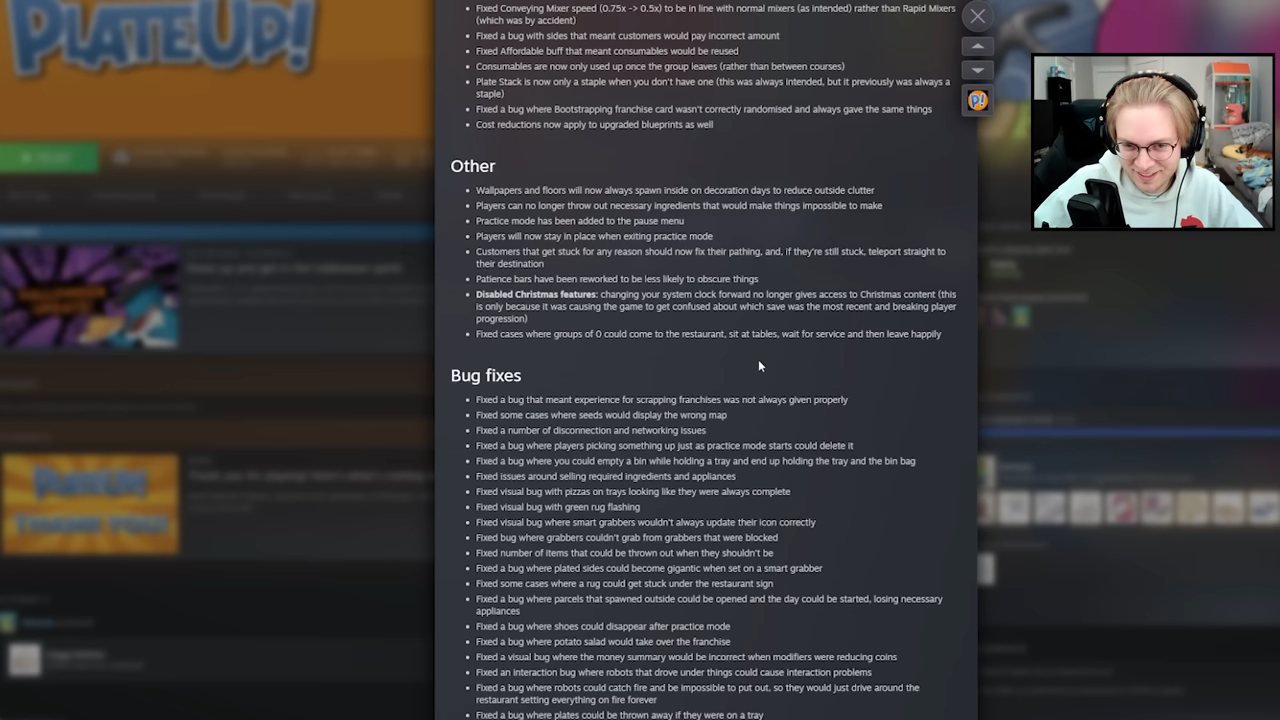 PLATEUP!
Fixed Conveying Mixer speed (0.75x -> 0.5x) to be in line with normal mixers (as intended) rather than Rapid Mixers
(which was by accident)
Fixed a bug with sides that meant customers would pay incorrect amount
Fixed Affordable buff that meant consumables would be reused
Consumables are now only used up once the group leaves (rather than between courses)
Plate Stack is now only a staple when you don't have one (this was always intended, but it previously was always a
staple)
Fixed a bug where Bootstrapping franchise card wasn't correctly randomised and always gave the same things
Cost reductions now apply to upgraded blueprints as well
Other
Wallpapers and floors will now always spawn inside on decoration days to reduce outside clutter
Players can no longer throw out necessary ingredients that would make things impossible to make
Practice mode has been added to the pause menu
Players will now stay in place when exiting practice mode
Customers that get stuck for any reason should now fix their pathing, and, if they're still stuck, teleport straight to
their destination
Patience bars have been reworked to be less likely to obscure things
Disabled Christmas features: changing your system clock forward no longer gives access to Christmas content (this
is only because it was causing the game to get confused about which save was the most recent and breaking player
progression)
Fixed cases where groups of 0 could come to the restaurant, sit at tables, wait for service and then leave happily
Bug fixes
Fixed a bug that meant experience for scrapping franchises was not always given properly
Fixed some cases where seeds would display the wrong map
Fixed a number of disconnection and networking issues
Fixed a bug where players picking something up just as practice mode starts could delete it
Fixed a bug where you could empty a bin while holding a tray and end up holding the tray and the bin bag
Fixed issues around selling required ingredients and appliances
Fixed visual bug with pizzas on trays looking like they were always complete
Fixed visual bug with green rug flashing
Fixed visual bug where smart grabbers wouldn't always update their icon correctly
Fixed bug where grabbers couldn't grab from grabbers that were blocked
Fixed number of items that could be thrown out when they shouldn't be
Fixed a bug where plated sides could become gigantic when set on a smart grabber
Fixed some cases where a rug could get stuck under the restaurant sign
Fixed a bug where parcels that spawned outside could be opened and the day could be started, losing necessary
appliances
Fixed a bug where shoes could disappear after practice mode
Fixed a bug where potato salad would take over the franchise
Fixed a visual bug where the money summary would be incorrect when modifiers were reducing coins
Fixed an interaction bug where robots that drove under things could cause interaction problems
Fixed a bug where robots could catch fire and be impossible to put out, so they would just drive around the
restaurant setting everything on fire forever
Fixed a bug where plates could be thrown away if they were on a tray
P!